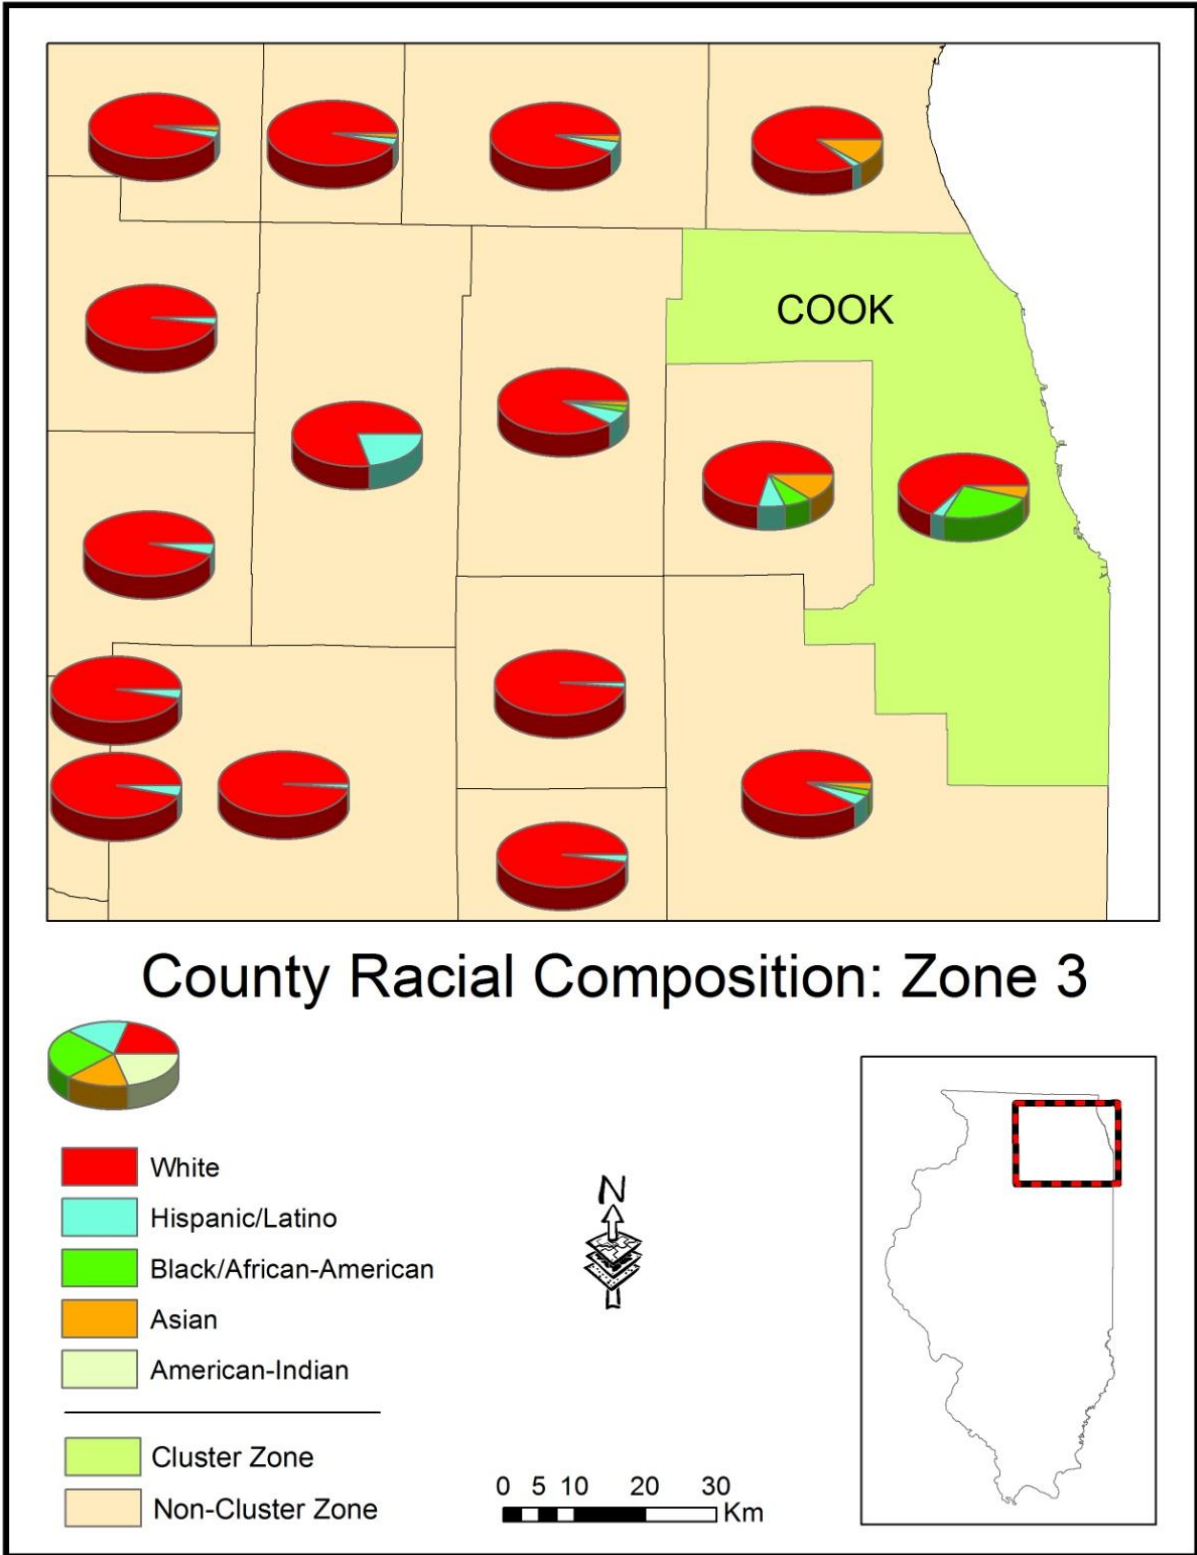 COOK
County Racial Composition: Zone 3
White
Hispanic/Latino
Black/African-American
Asian
American-Indian
Cluster Zone
Non-Cluster Zone
N
0 5 10 20 30
Km